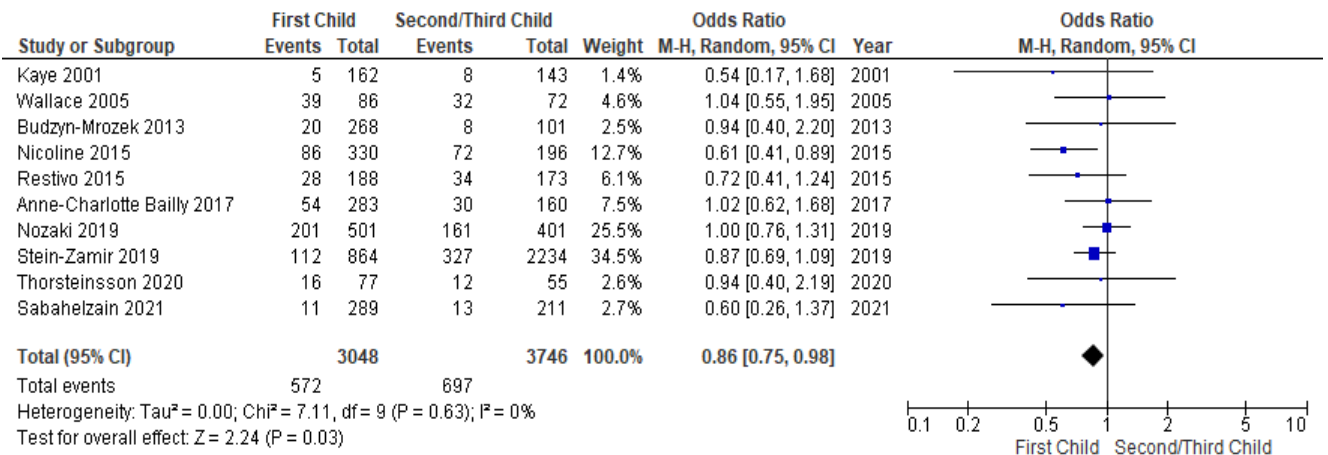 First Child Second/Third Child Odds Ratio Odds Ratio
Study or Subgroup Events Total Events Total Weight M-H, Random, 95% CI Year M-H, Random, 95% CI
Kaye 2001 5 162 8 143 1.4% 0.54 [0.17, 1.68] 2001
Wallace 2005 39 86 32 72 4.6% 1.04 [0.55, 1.95] 2005
Budzyn-Mrozek 2013 20 268 8 101 2.5% 0.94 [0.40, 2.20] 2013
Nicoline 2015 86 330 72 196 12.7% 0.61 [0.41, 0.89] 2015
Restivo 2015 28 188 34 173 6.1% 0.72 [0.41, 1.24] 2015
Anne-Charlotte Bailly 2017 54 283 30 160 7.5% 1.02 [0.62, 1.68] 2017
Nozaki 2019 201 501 161 401 25.5% 1.00 [0.76, 1.31] 2019
Stein-Zamir 2019 112 864 327 2234 34.5% 0.87 [0.69, 1.09] 2019
Thorsteinsson 2020 16 77 12 55 2.6% 0.94 [0.40, 2.19] 2020
Sabahelzain 2021 11 289 13 211 2.7% 0.60 [0.26, 1.37] 2021
Total (95% CI) 3048 3746 100.0% 0.86 [0.75, 0.98]
Total events 572 697
Heterogeneity: Tau² = 0.00; Chi² = 7.11, df = 9 (P = 0.63); I² = 0%
Test for overall effect: Z = 2.24 (P = 0.03)
0.1 0.2 0.5 1 2 5 10
First Child Second/Third Child